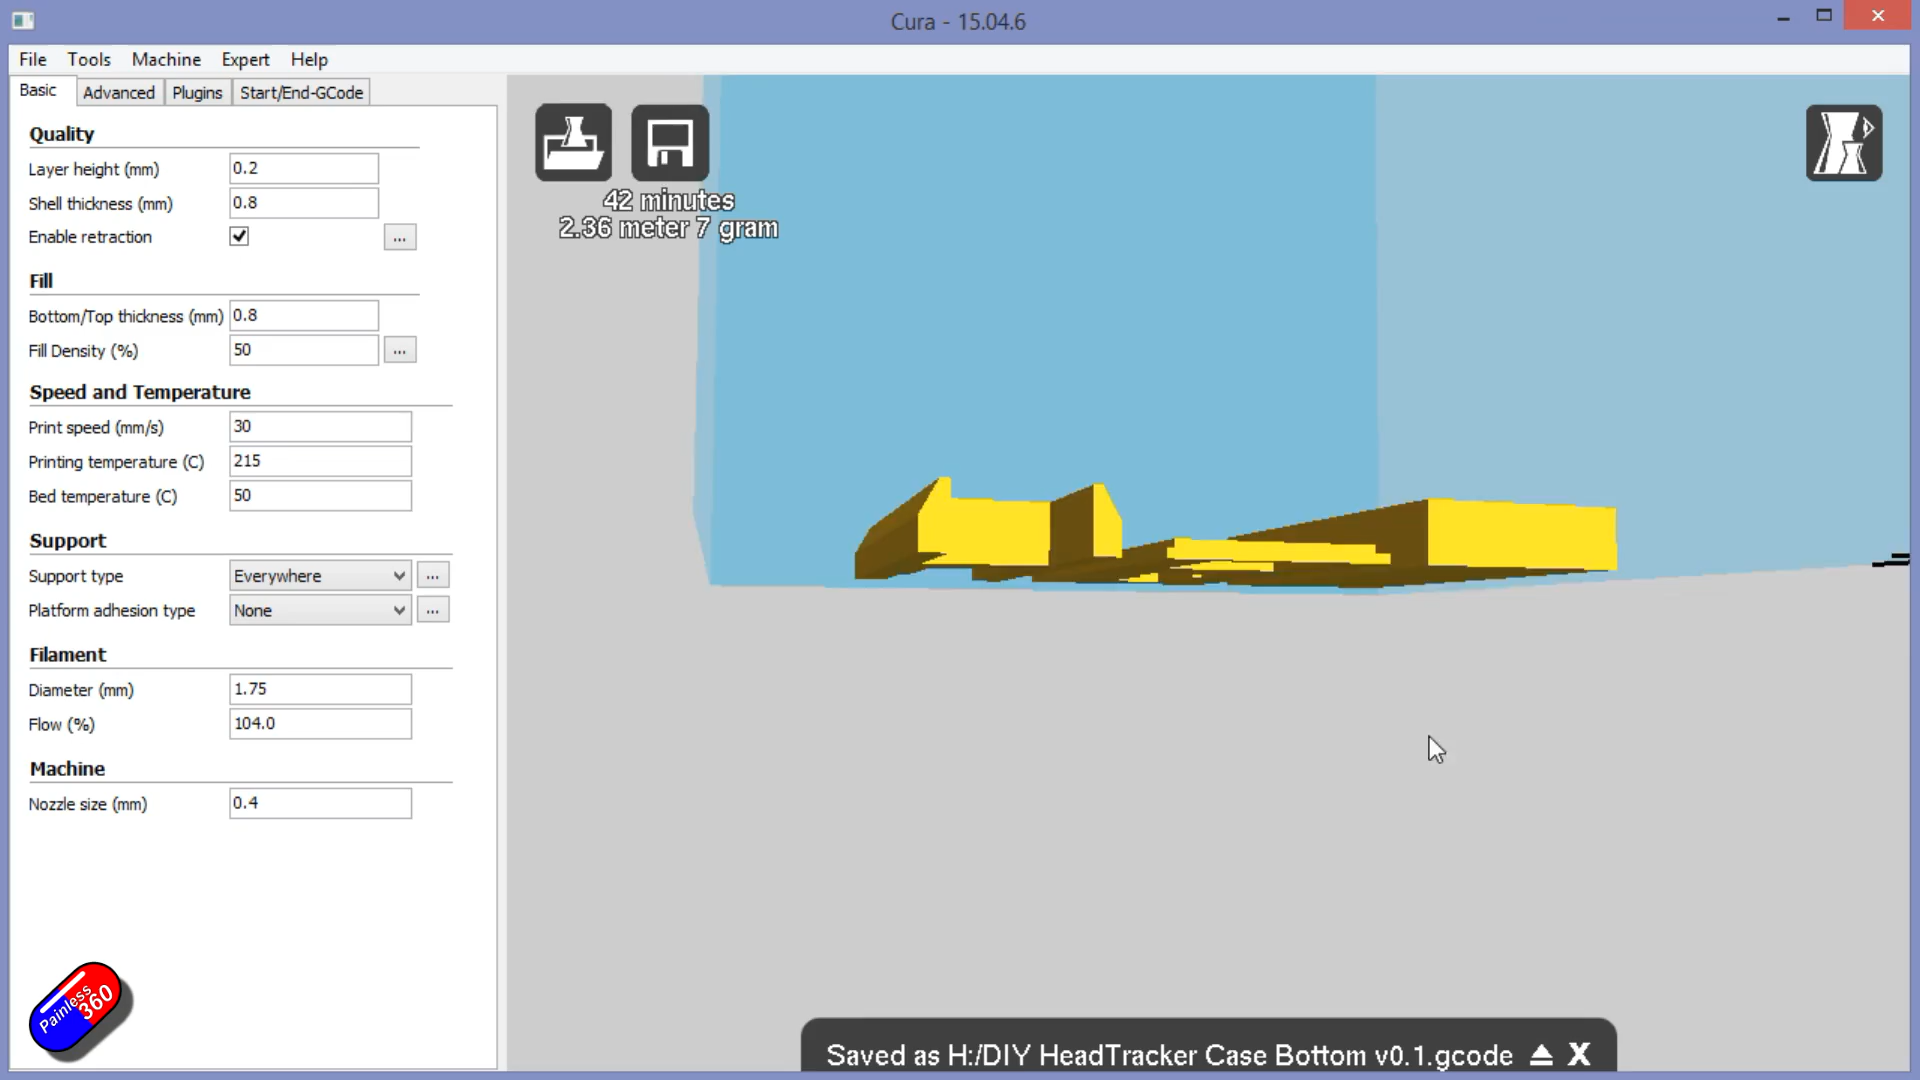 Cura - 15.04.6
File Tools Machine Expert Help
Basic Advanced Plugins Start/End-GCode
Quality
Layer height (mm) 0.2
Shell thickness (mm) 0.8
Enable retraction ...
Fill
Bottom/Top thickness (mm) 0.8
Fill Density (%) 50 ...
Speed and Temperature
Print speed (mm/s) 30
Printing temperature (C) 215
Bed temperature (C) 50
Support
Support type Everywhere ...
Platform adhesion type None ...
Filament
Diameter (mm) 1.75
Flow (%) 104.0
Machine
Nozzle size (mm) 0.4
42 minutes
2.36 meter 7 gram
Painless
360
Saved as H:/DIY HeadTracker Case Bottom v0.1.gcode X